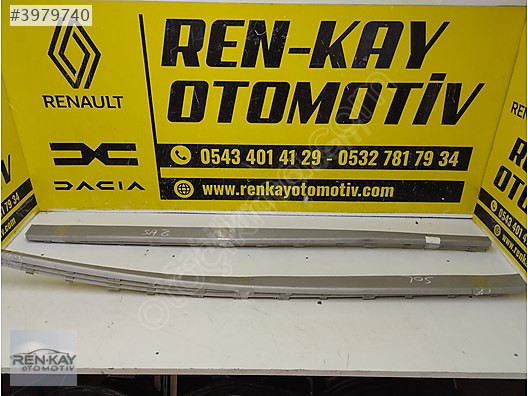 #3979740
REN-KAY
OTOMOTİV
RENAULT
DACIA
0543 401 41 29 - 0532 781 79 34
www.renkayotomotiv.com
SOL
REN-KAY
OTOMOTİV